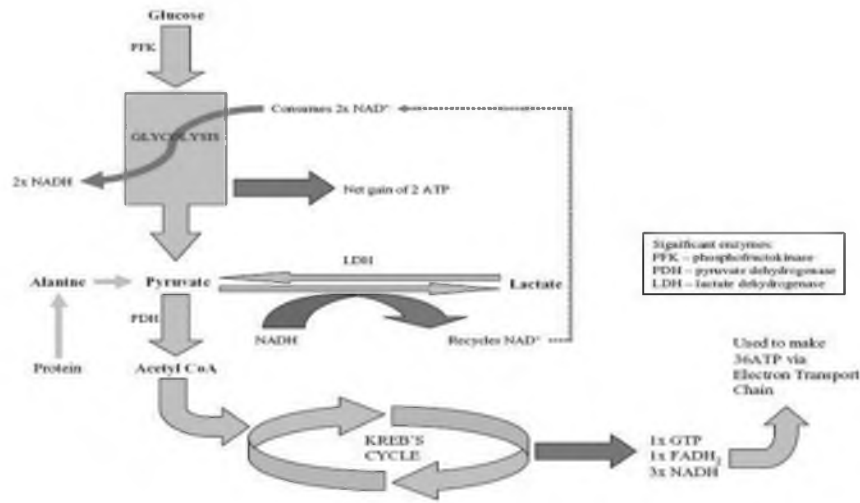 Glucose
PFK
Consumes 2x NAD⁺
GLYCOLYSIS
2x NADH
Net gain of 2 ATP
Significant enzymes:
PFK – phosphofructokinase
PDH – pyruvate dehydrogenase
LDH – lactate dehydrogenase
LDH
Alanine
Pyruvate
Lactate
PDH
NADH
Recycles NAD⁺
Protein
Acetyl CoA
Used to make
36ATP via
Electron Transport
Chain
KREB'S
CYCLE
1x GTP
1x FADH₂
3x NADH